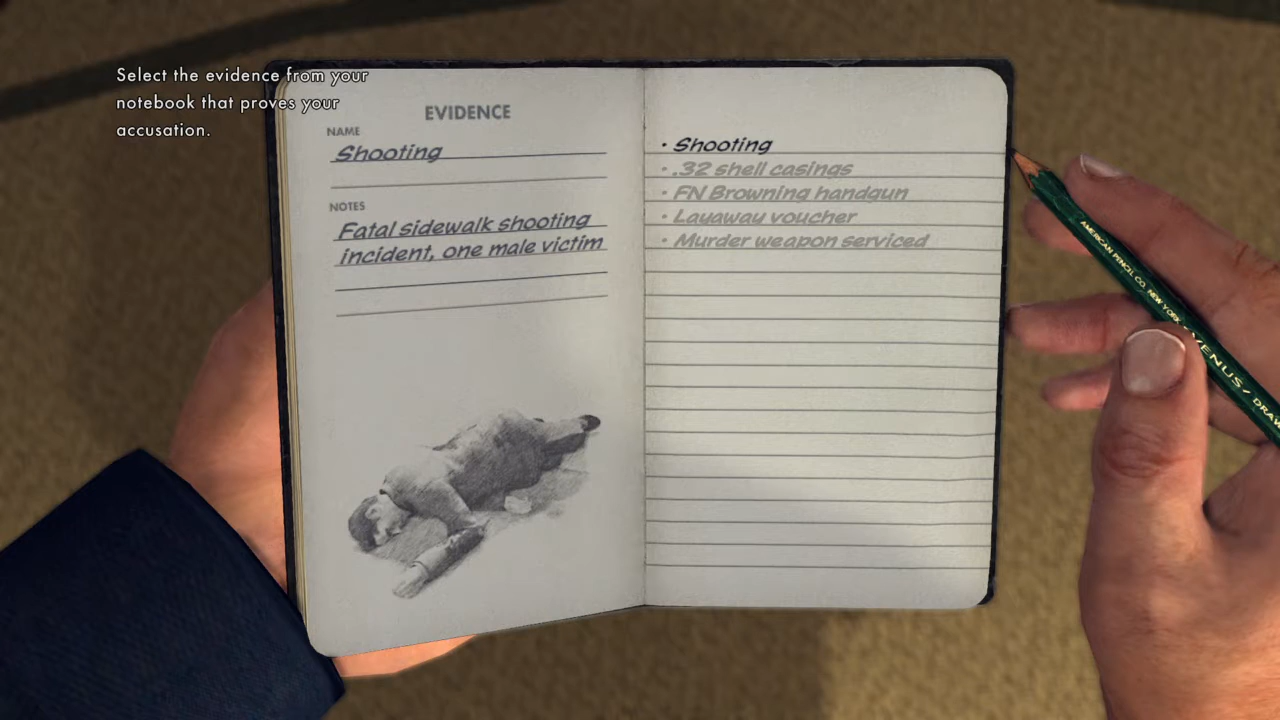 Select the evidence from your
notebook that proves your
accusation.
EVIDENCE
NAME
Shooting
NOTES
Fatal sidewalk shooting
incident, one male victim
· Shooting
· .32 shell casings
· FN Browning handgun
· Layaway voucher
· Murder weapon serviced
AMERICAN PENCIL CO. NEW YORK
VENUS